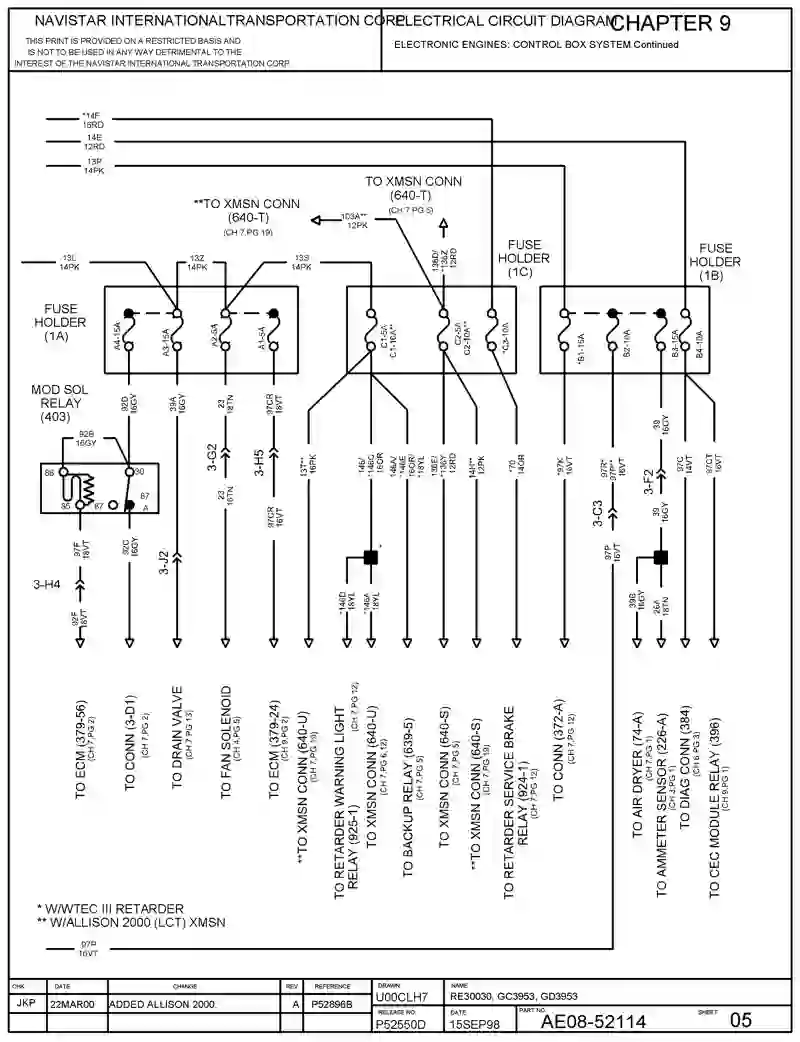 NAVISTAR INTERNATIONALTRANSPORTATION CORP
ELECTRICAL CIRCUIT DIAGRAM
CHAPTER 9
THIS PRINT IS PROVIDED ON A RESTRICTED BASIS AND
IS NOT TO BE USED IN ANY WAY DETRIMENTAL TO THE
INTEREST OF THE NAVISTAR INTERNATIONAL TRANSPORTATION CORP
ELECTRONIC ENGINES: CONTROL BOX SYSTEM Continued
*14F
16RD
14E
12RD
13R
14PK
TO XMSN CONN
(640-T)
(CH 7,PG 5)
**TO XMSN CONN
(640-T)
(CH 7,PG 19)
103A**
12PK
136D/
*136Z
12RD
13L
14PK
13Z
14PK
13S
14PK
FUSE
HOLDER
(1C)
FUSE
HOLDER
(1B)
FUSE
HOLDER
(1A)
A4-15A
A3-15A
A2-5A
A1-5A
C1-5A
C1-10A**
C2-5A
C2-10A**
*C3-10A
*B1-15A
B2-10A
B3-15A
B4-10A
MOD SOL
RELAY
(403)
92B
16GY
86
30
85
87
87
A
92D
16GY
39A
16GY
23
18TN
97CR
18VT
3-G2
3-H5
23
16TN
97CR
16VT
13T**
16PK
146/
*146C
16OR
146A/
*146E
16OR/
*18YL
136E/
*136Y
12RD
14H**
12PK
*70
14OR
*97K
16VT
97R*
97P**
16VT
39
16GY
97C
14VT
97CT
16VT
3-C3
3-F2
39
16GY
97P
16VT
97F
18VT
92C
16GY
3-J2
3-H4
92F
18VT
*
*146D
18YL
*146A
18YL
39B
16GY
26A
18TN
TO ECM (379-56)
(CH 7,PG 2)
TO CONN (3-D1)
(CH 7,PG 2)
TO DRAIN VALVE
(CH 7,PG 13)
TO FAN SOLENOID
(CH 4,PG 5)
TO ECM (379-24)
(CH 9,PG 2)
**TO XMSN CONN (640-U)
(CH 7,PG 19)
TO RETARDER WARNING LIGHT
RELAY (925-1)
(CH 7,PG 12)
TO XMSN CONN (640-U)
(CH 7,PG 6,12)
TO BACKUP RELAY (639-5)
(CH 7,PG 5)
TO XMSN CONN (640-S)
(CH 7,PG 5)
**TO XMSN CONN (640-S)
(CH 7,PG 19)
TO RETARDER SERVICE BRAKE
RELAY (924-1)
(CH 7,PG 12)
TO CONN (372-A)
(CH 7,PG 12)
TO AIR DRYER (74-A)
(CH 7,PG 1)
TO AMMETER SENSOR (226-A)
(CH 3,PG 1)
TO DIAG CONN (384)
(CH 6,PG 3)
TO CEC MODULE RELAY (396)
(CH 9,PG 1)
* W/WTEC III RETARDER
** W/ALLISON 2000 (LCT) XMSN
97P
16VT
CHK DATE CHANGE REV REFERENCE
JKP 22MAR00 ADDED ALLISON 2000. A P52896B
DRAWN
U00CLH7
NAME
RE30030, GC3953, GD3953
RELEASE NO.
P52550D
DATE
15SEP98
PART NO.
AE08-52114
SHEET
05